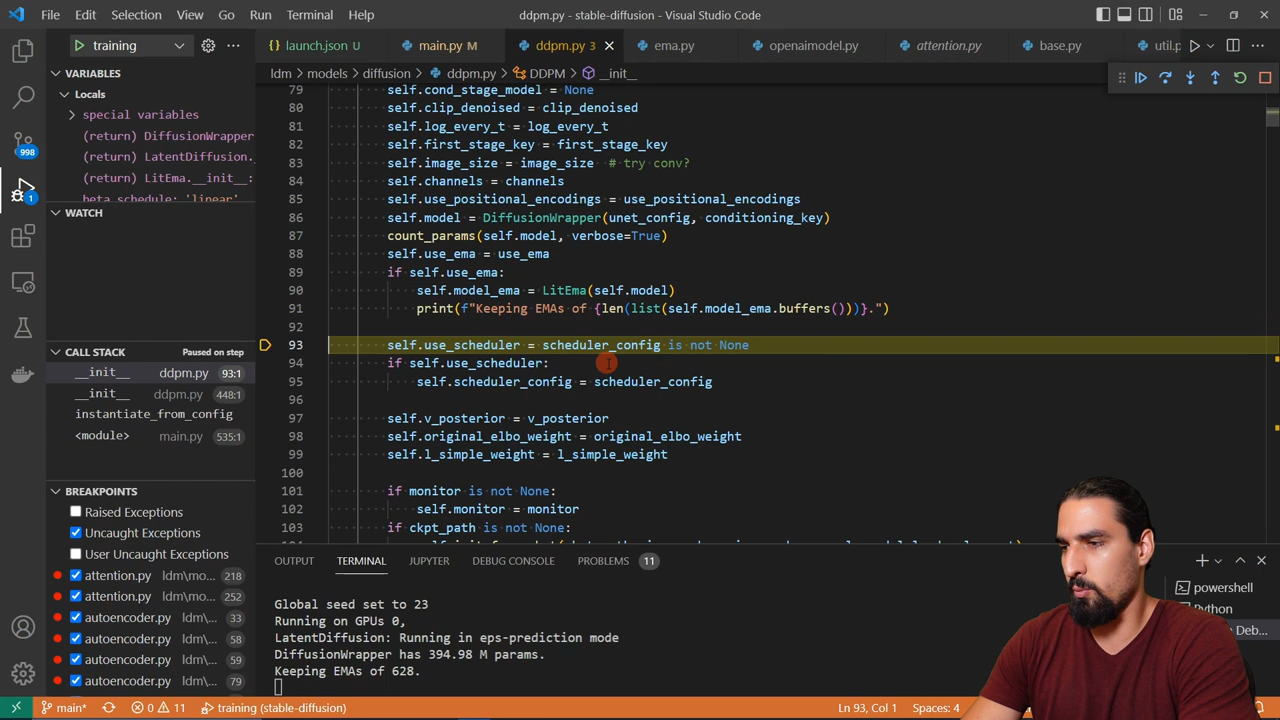 File Edit Selection View Go Run Terminal Help
ddpm.py - stable-diffusion - Visual Studio Code
training
launch.json U
main.py M
ddpm.py 3
ema.py
openaimodel.py
attention.py
base.py
util.p
ldm > models > diffusion > ddpm.py > DDPM > __init__
VARIABLES
Locals
special variables
(return) DiffusionWrapper
(return) LatentDiffusion.
(return) LitEma.__init__:
beta_schedule: 'linear'
WATCH
CALL STACK Paused on step
__init__ ddpm.py 93:1
__init__ ddpm.py 448:1
instantiate_from_config
<module> main.py 535:1
BREAKPOINTS
Raised Exceptions
Uncaught Exceptions
User Uncaught Exceptions
attention.py ldm\mo... 218
attention.py ldm\mo... 252
autoencoder.py ldm\... 33
autoencoder.py ldm\... 58
autoencoder.py ldm\... 59
autoencoder.py ldm\... 79
998
1
79 self.cond_stage_model = None
80 self.clip_denoised = clip_denoised
81 self.log_every_t = log_every_t
82 self.first_stage_key = first_stage_key
83 self.image_size = image_size # try conv?
84 self.channels = channels
85 self.use_positional_encodings = use_positional_encodings
86 self.model = DiffusionWrapper(unet_config, conditioning_key)
87 count_params(self.model, verbose=True)
88 self.use_ema = use_ema
89 if self.use_ema:
90 self.model_ema = LitEma(self.model)
91 print(f"Keeping EMAs of {len(list(self.model_ema.buffers()))}.")
92
93 self.use_scheduler = scheduler_config is not None
94 if self.use_scheduler:
95 self.scheduler_config = scheduler_config
96
97 self.v_posterior = v_posterior
98 self.original_elbo_weight = original_elbo_weight
99 self.l_simple_weight = l_simple_weight
100
101 if monitor is not None:
102 self.monitor = monitor
103 if ckpt_path is not None:
OUTPUT TERMINAL JUPYTER DEBUG CONSOLE PROBLEMS 11
Global seed set to 23
Running on GPUs 0,
LatentDiffusion: Running in eps-prediction mode
DiffusionWrapper has 394.98 M params.
Keeping EMAs of 628.
powershell
Python
Deb...
main* 0 11 training (stable-diffusion)
Ln 93, Col 1 Spaces: 4